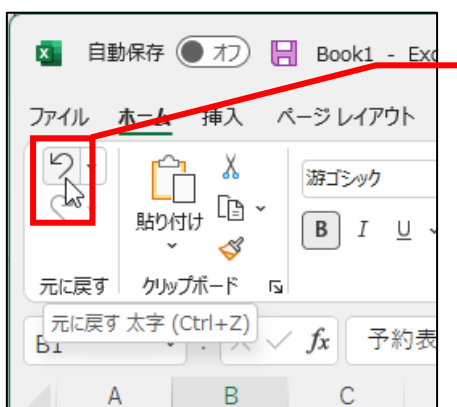 自動保存 オフ Book1 - Exc
ファイル ホーム 挿入 ページ レイアウト
游ゴシック
貼り付け
B I U
元に戻す クリップボード
元に戻す 太字 (Ctrl+Z)
B1 fx 予約表
A B C